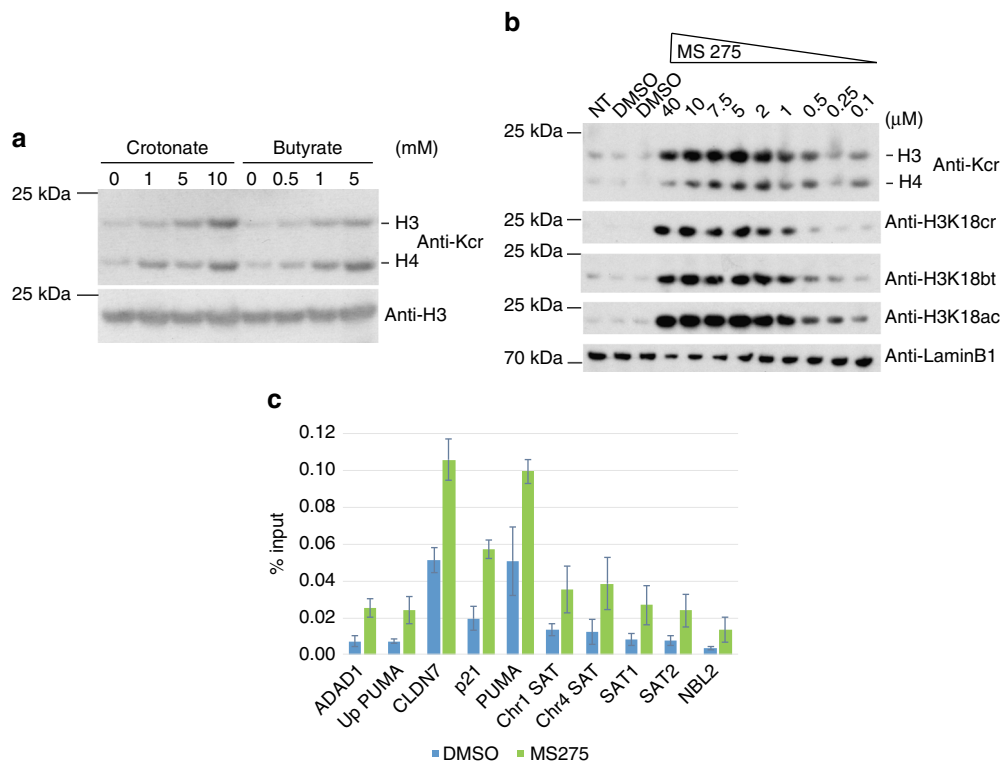 a
Crotonate Butyrate (mM)
0 1 5 10 0 0.5 1 5
25 kDa
H3
Anti-Kcr
H4
25 kDa
Anti-H3
b
MS 275
NT DMSO DMSO 40 10 7.5 5 2 1 0.5 0.25 0.1 (μM)
25 kDa
H3
Anti-Kcr
H4
25 kDa
Anti-H3K18cr
25 kDa
Anti-H3K18bt
25 kDa
Anti-H3K18ac
70 kDa
Anti-LaminB1
c
0.12
0.10
0.08
0.06
0.04
0.02
0.00
% input
ADAD1 Up PUMA CLDN7 p21 PUMA Chr1 SAT Chr4 SAT SAT1 SAT2 NBL2
DMSO MS275